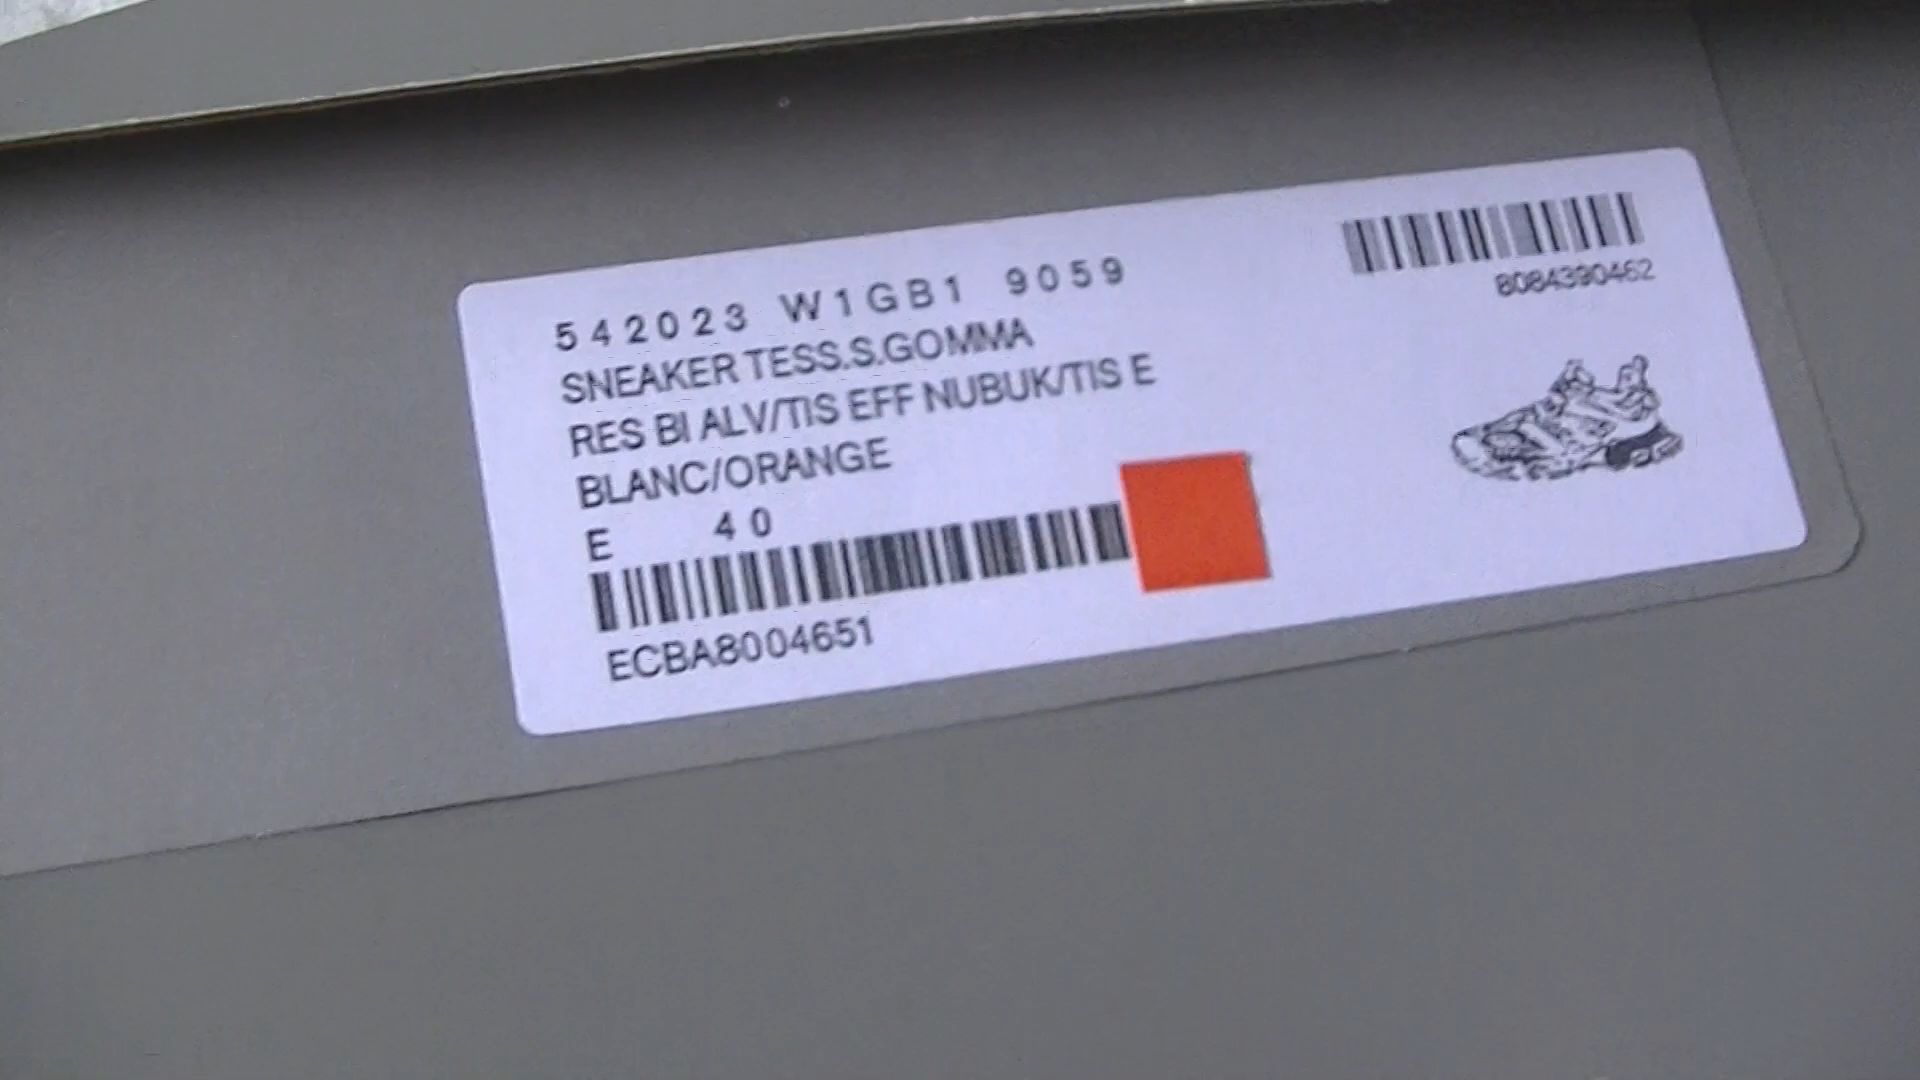 542023 W1GB1 9059
SNEAKER TESS.S.GOMMA
RES BI ALV/TIS EFF NUBUK/TIS E
BLANC/ORANGE
E 40
ECBA8004651
8084390462